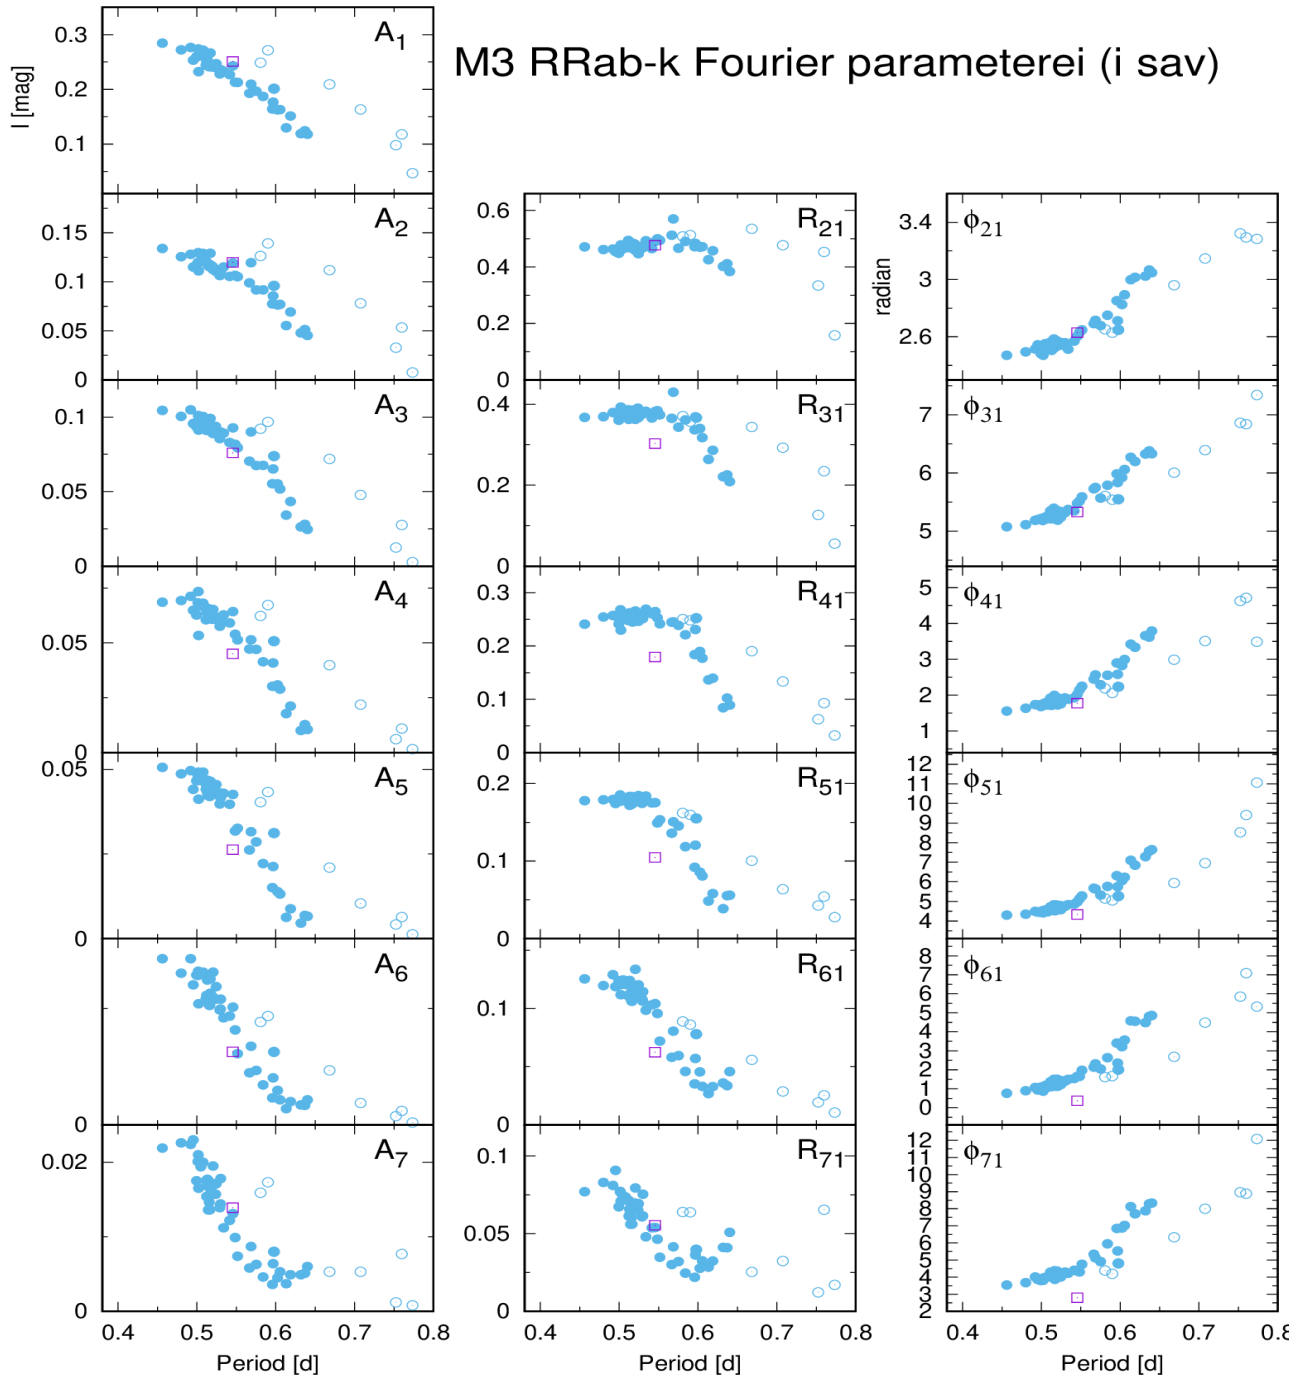 M3 RRab-k Fourier parameterei (i sav)
I [mag]
0.3
0.2
0.1
A1
0.15
0.1
0.05
0
A2
0.1
0.05
0
A3
0.05
0
A4
0.05
0
A5
0
A6
0.02
0
A7
0.4 0.5 0.6 0.7 0.8
Period [d]
0.6
0.4
0.2
0
R21
0.4
0.2
0
R31
0.3
0.2
0.1
0
R41
0.2
0.1
0
R51
0.1
0
R61
0.1
0.05
0
R71
0.4 0.5 0.6 0.7 0.8
Period [d]
radian
3.4
3
2.6
ϕ21
7
6
5
ϕ31
5
4
3
2
1
ϕ41
12
11
10
9
8
7
6
5
4
ϕ51
8
7
6
5
4
3
2
1
0
ϕ61
12
11
10
9
8
7
6
5
4
3
2
ϕ71
0.4 0.5 0.6 0.7 0.8
Period [d]